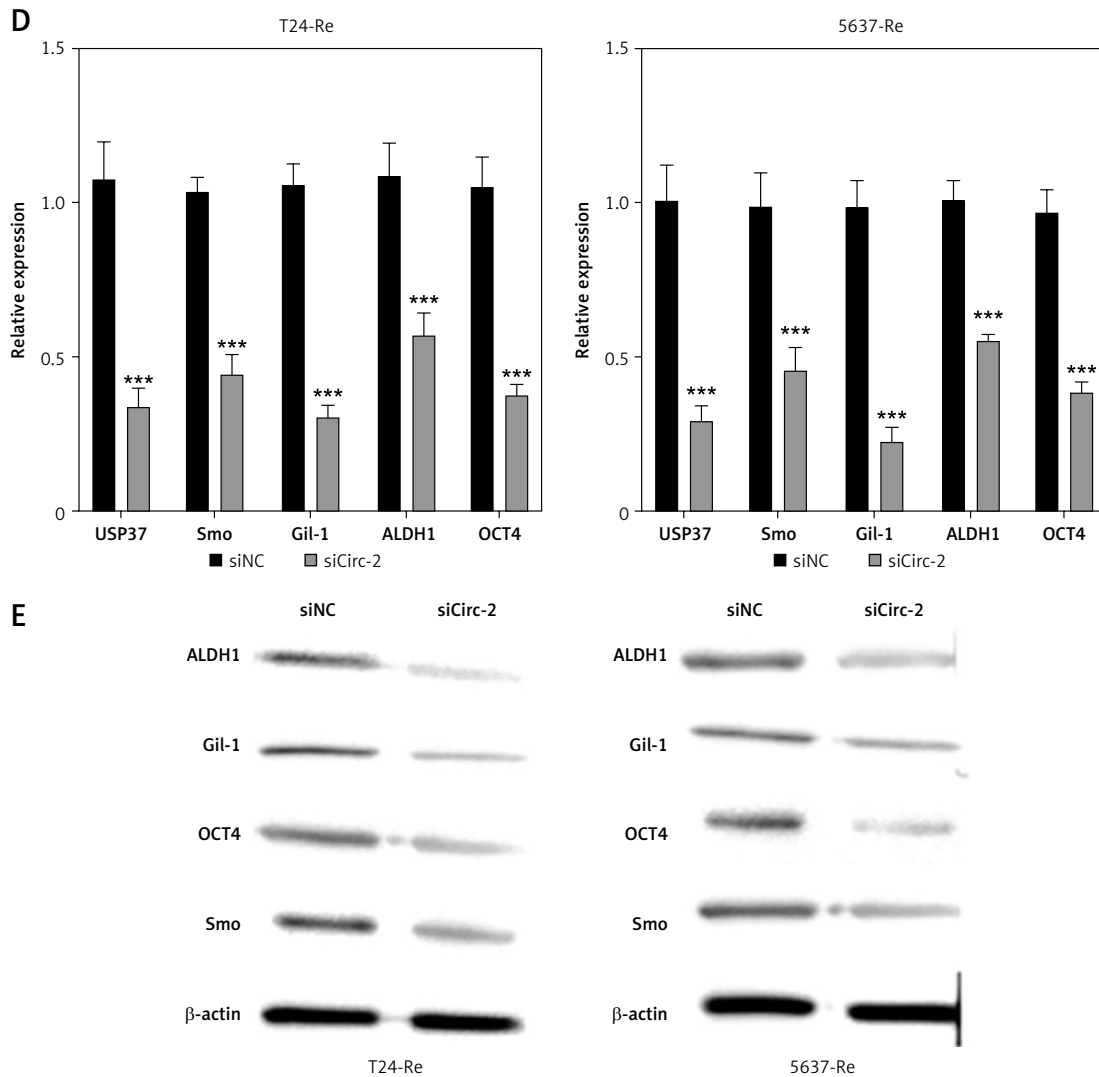 D
T24-Re
5637-Re
Relative expression
1.5
1.0
0.5
0
***
***
***
***
***
USP37 Smo Gil-1 ALDH1 OCT4
siNC siCirc-2
Relative expression
1.5
1.0
0.5
0
***
***
***
***
***
USP37 Smo Gil-1 ALDH1 OCT4
siNC siCirc-2
E
siNC siCirc-2
ALDH1
Gil-1
OCT4
Smo
β-actin
T24-Re
siNC siCirc-2
ALDH1
Gil-1
OCT4
Smo
β-actin
5637-Re